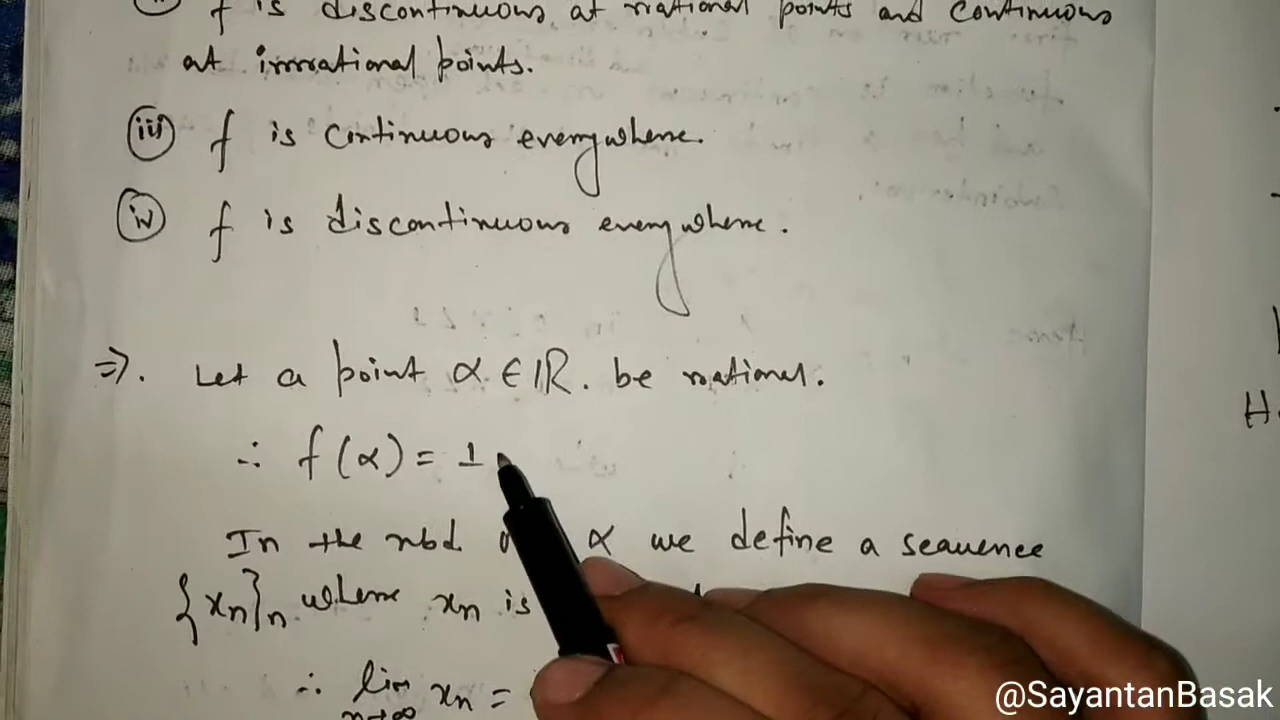 f is discontinuous at rational points and continuous
at irrational points.
(iii) f is continuous everywhere.
(iv) f is discontinuous everywhere.
⇒. Let a point α ∈ ℝ. be rational.
∴ f(α) = 1
In the nbd α we define a sequence
{xn}n where xn is
∴ lim xn =
n→∞
@SayantanBasak